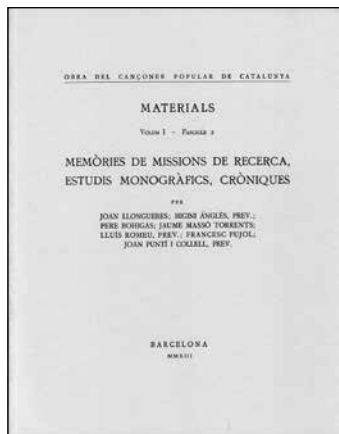 OBRA DEL CANÇONER POPULAR DE CATALUNYA
MATERIALS
VOLUM I - FASCICLE 2
MEMÒRIES DE MISSIONS DE RECERCA,
ESTUDIS MONOGRÀFICS, CRÒNIQUES
PER
JOAN LLONGUERES; HIGINI ANGLÈS, PREV.;
PERE BOHIGAS; JAUME MASSÓ TORRENTS;
LLUÍS ROMEU, PREV.; FRANCESC PUJOL;
JOAN PUNTÍ I COLLELL, PREV.
BARCELONA